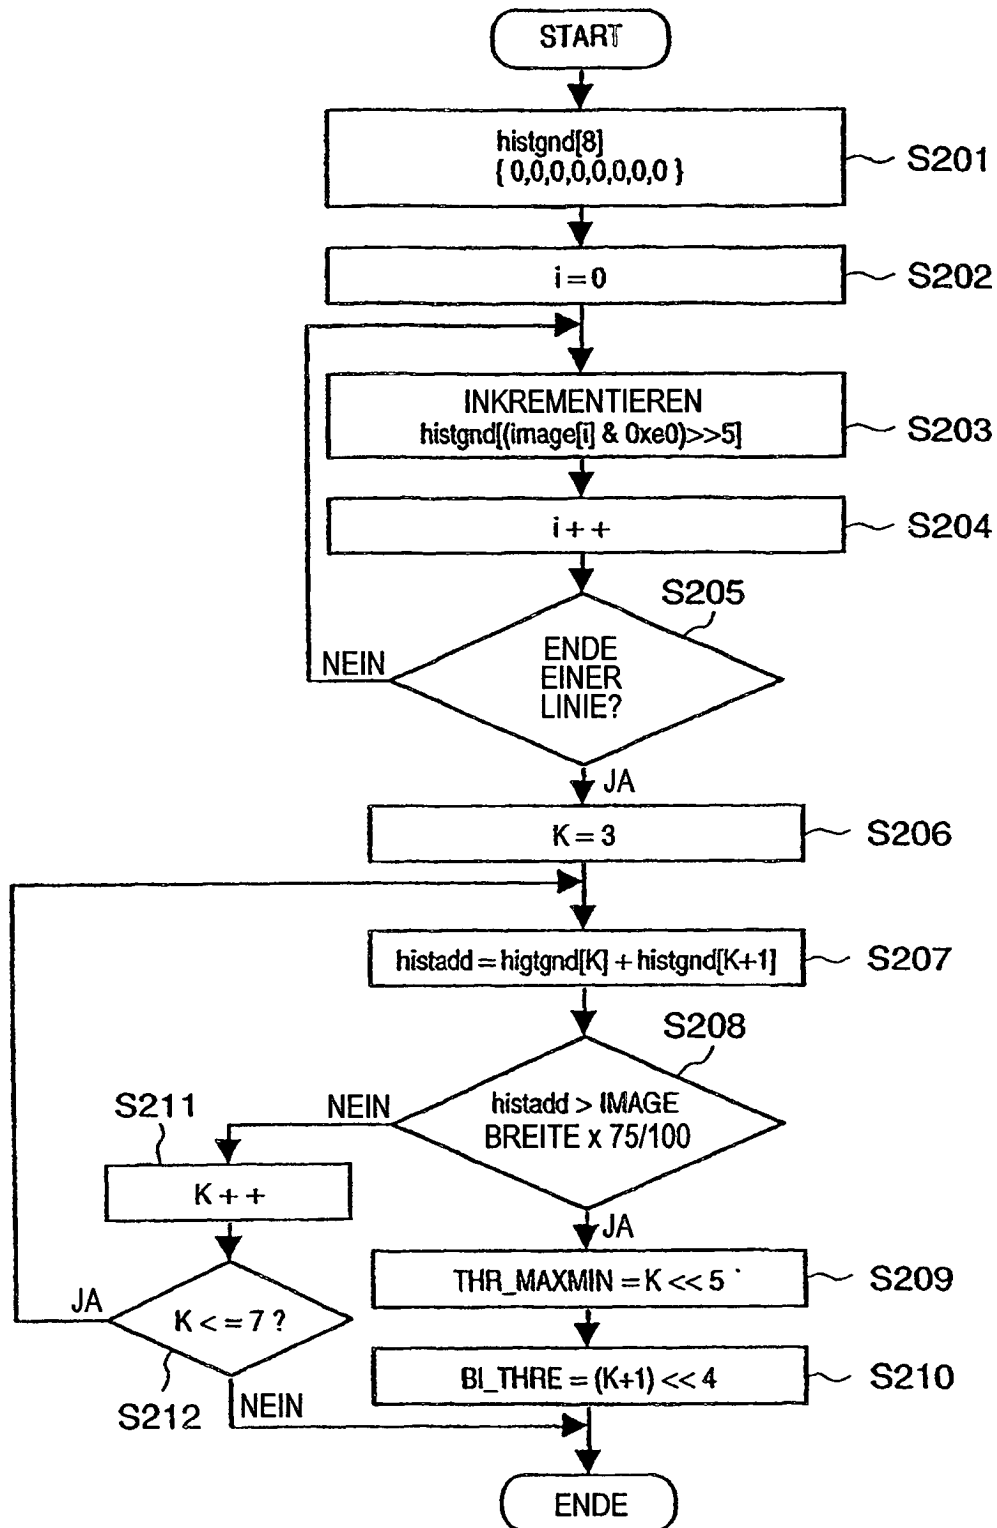 START
histgnd[8]
{ 0,0,0,0,0,0,0,0 }
S201
i = 0
S202
INKREMENTIEREN
histgnd[(image[i] & 0xe0)>>5]
S203
i + +
S204
S205
ENDE
EINER
LINIE?
NEIN
JA
K = 3
S206
histadd = higtgnd[K] + histgnd[K+1]
S207
S208
histadd > IMAGE
BREITE x 75/100
NEIN
S211
K + +
JA
THR_MAXMIN = K << 5
S209
JA
K < = 7 ?
BI_THRE = (K+1) << 4
S210
S212
NEIN
ENDE